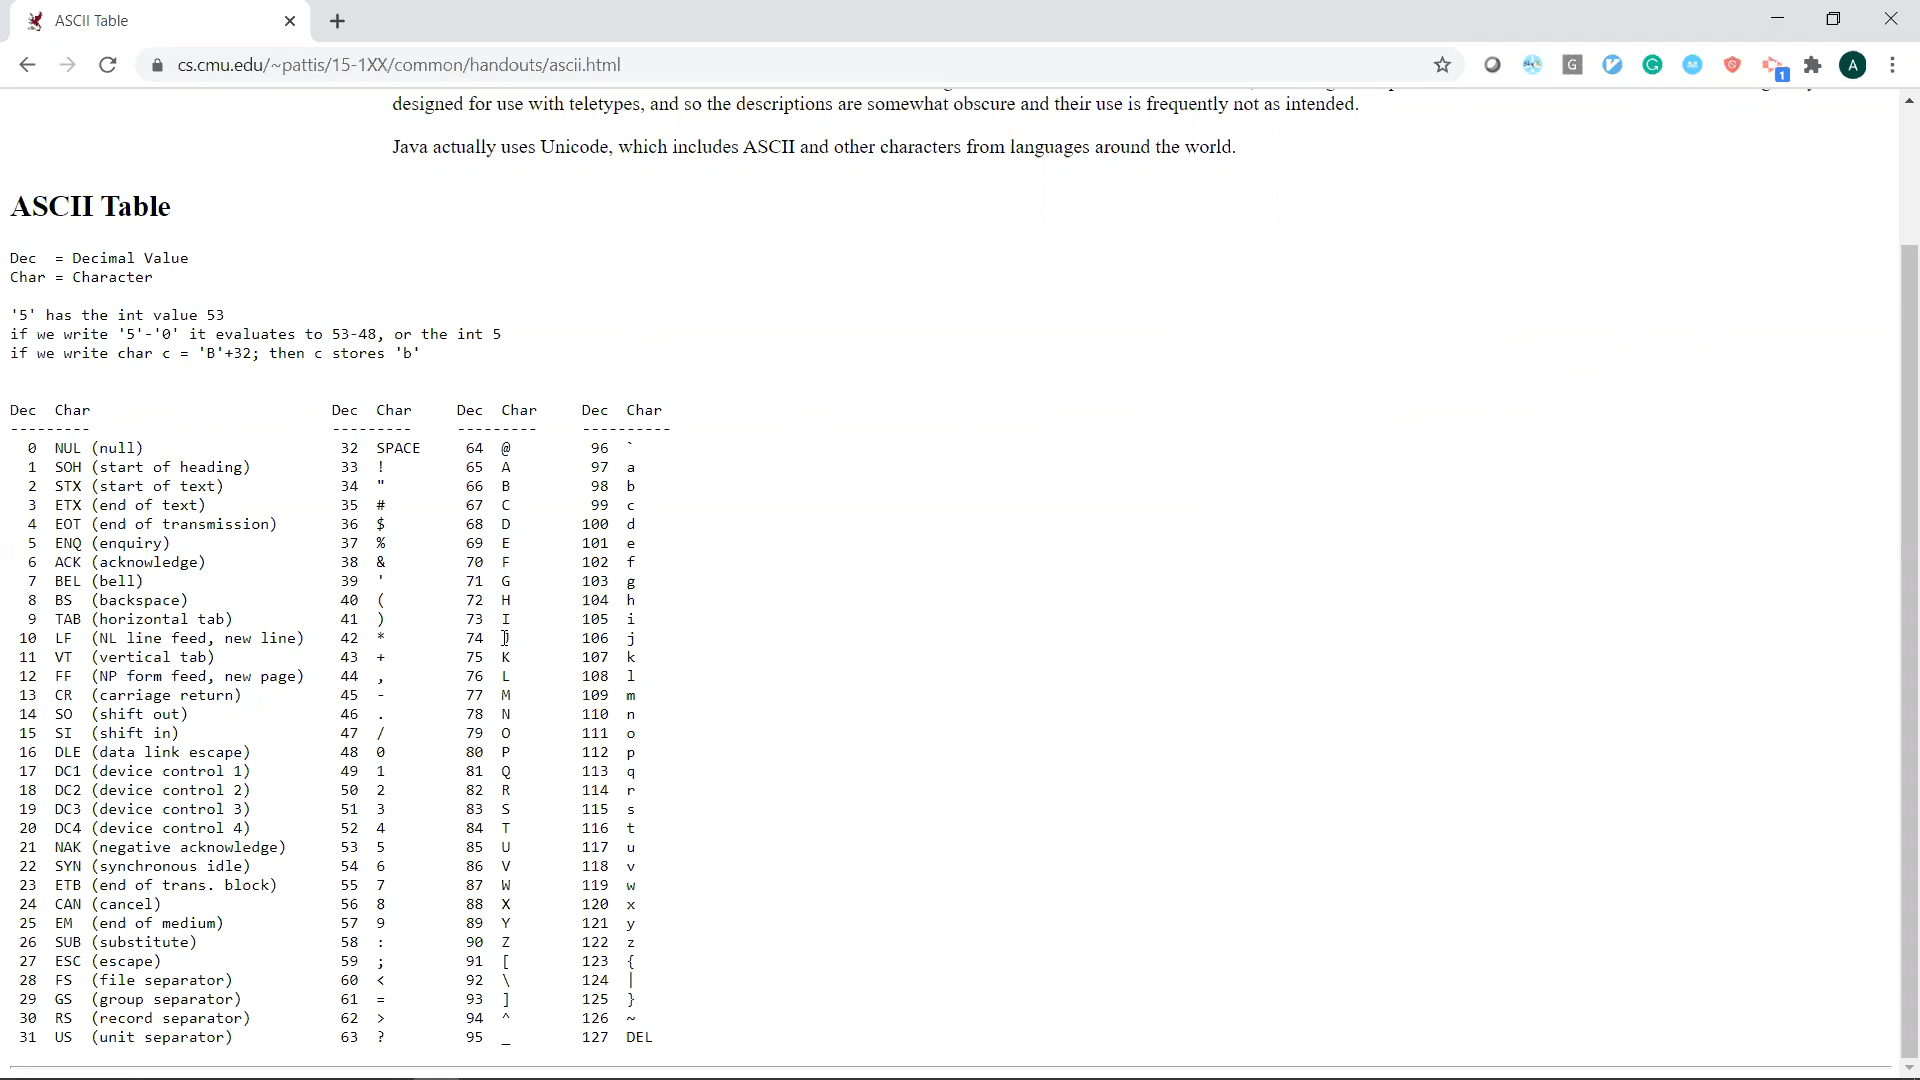 ASCII Table
cs.cmu.edu/~pattis/15-1XX/common/handouts/ascii.html
G
1
A
designed for use with teletypes, and so the descriptions are somewhat obscure and their use is frequently not as intended.
Java actually uses Unicode, which includes ASCII and other characters from languages around the world.
ASCII Table
Dec  = Decimal Value
Char = Character
'5' has the int value 53
if we write '5'-'0' it evaluates to 53-48, or the int 5
if we write char c = 'B'+32; then c stores 'b'
Dec  Char                           Dec  Char     Dec  Char     Dec  Char
---------                           ---------     ---------     ----------
  0  NUL (null)                      32  SPACE     64  @         96  `
  1  SOH (start of heading)          33  !         65  A         97  a
  2  STX (start of text)             34  "         66  B         98  b
  3  ETX (end of text)               35  #         67  C         99  c
  4  EOT (end of transmission)       36  $         68  D        100  d
  5  ENQ (enquiry)                   37  %         69  E        101  e
  6  ACK (acknowledge)               38  &         70  F        102  f
  7  BEL (bell)                      39  '         71  G        103  g
  8  BS  (backspace)                 40  (         72  H        104  h
  9  TAB (horizontal tab)            41  )         73  I        105  i
 10  LF  (NL line feed, new line)    42  *         74  J        106  j
 11  VT  (vertical tab)              43  +         75  K        107  k
 12  FF  (NP form feed, new page)    44  ,         76  L        108  l
 13  CR  (carriage return)           45  -         77  M        109  m
 14  SO  (shift out)                 46  .         78  N        110  n
 15  SI  (shift in)                  47  /         79  O        111  o
 16  DLE (data link escape)          48  0         80  P        112  p
 17  DC1 (device control 1)          49  1         81  Q        113  q
 18  DC2 (device control 2)          50  2         82  R        114  r
 19  DC3 (device control 3)          51  3         83  S        115  s
 20  DC4 (device control 4)          52  4         84  T        116  t
 21  NAK (negative acknowledge)      53  5         85  U        117  u
 22  SYN (synchronous idle)          54  6         86  V        118  v
 23  ETB (end of trans. block)       55  7         87  W        119  w
 24  CAN (cancel)                    56  8         88  X        120  x
 25  EM  (end of medium)             57  9         89  Y        121  y
 26  SUB (substitute)                58  :         90  Z        122  z
 27  ESC (escape)                    59  ;         91  [        123  {
 28  FS  (file separator)            60  <         92  \        124  |
 29  GS  (group separator)           61  =         93  ]        125  }
 30  RS  (record separator)          62  >         94  ^        126  ~
 31  US  (unit separator)            63  ?         95  _        127  DEL